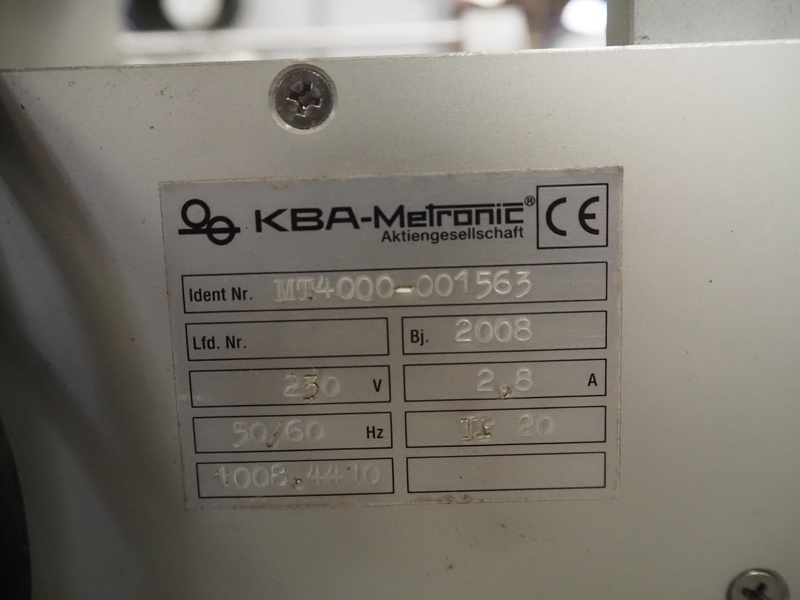 KBA-Metronic®
Aktiengesellschaft
CE
Ident Nr. MT4000-001563
Lfd. Nr.
Bj. 2008
230 V
2,8 A
50/60 Hz
20
1008.4410